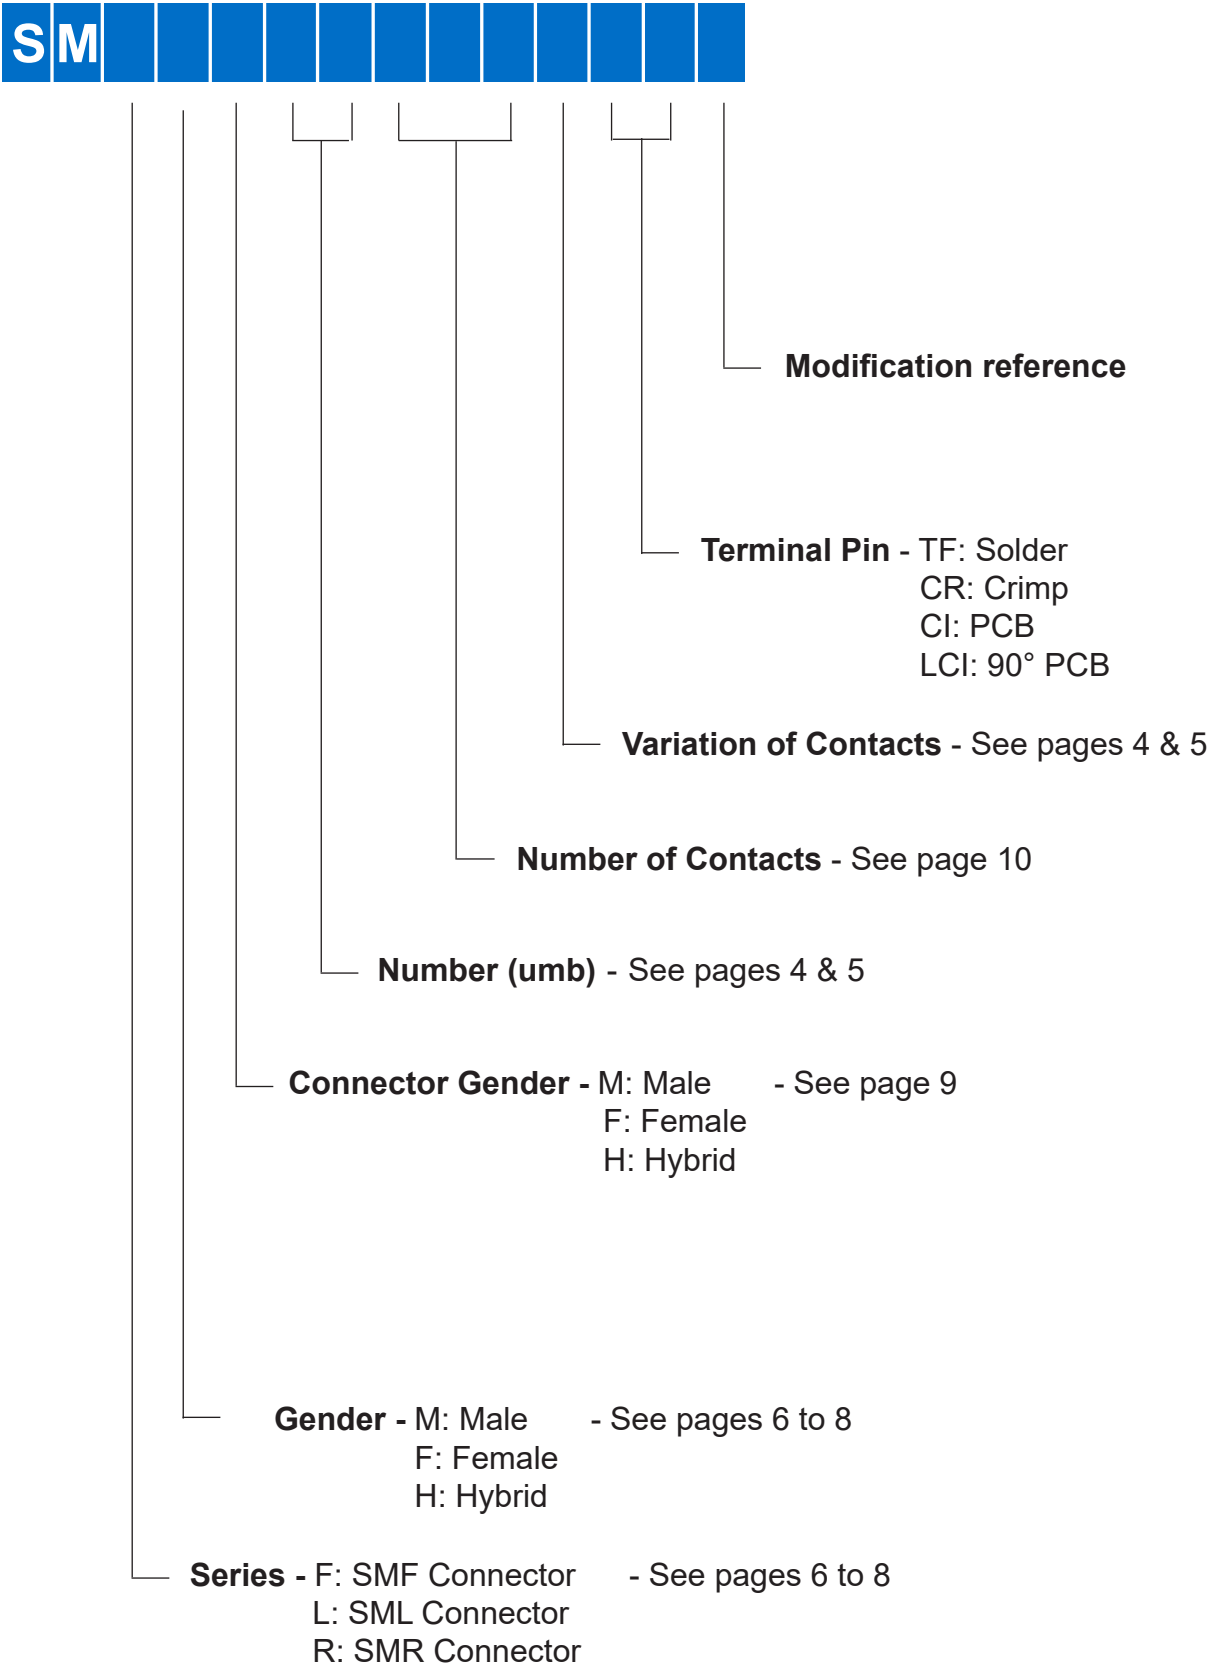 SM
Modification reference
Terminal Pin - TF: Solder
CR: Crimp
CI: PCB
LCI: 90° PCB
Variation of Contacts - See pages 4 & 5
Number of Contacts - See page 10
Number (umb) - See pages 4 & 5
Connector Gender - M: Male - See page 9
F: Female
H: Hybrid
Gender - M: Male - See pages 6 to 8
F: Female
H: Hybrid
Series - F: SMF Connector - See pages 6 to 8
L: SML Connector
R: SMR Connector